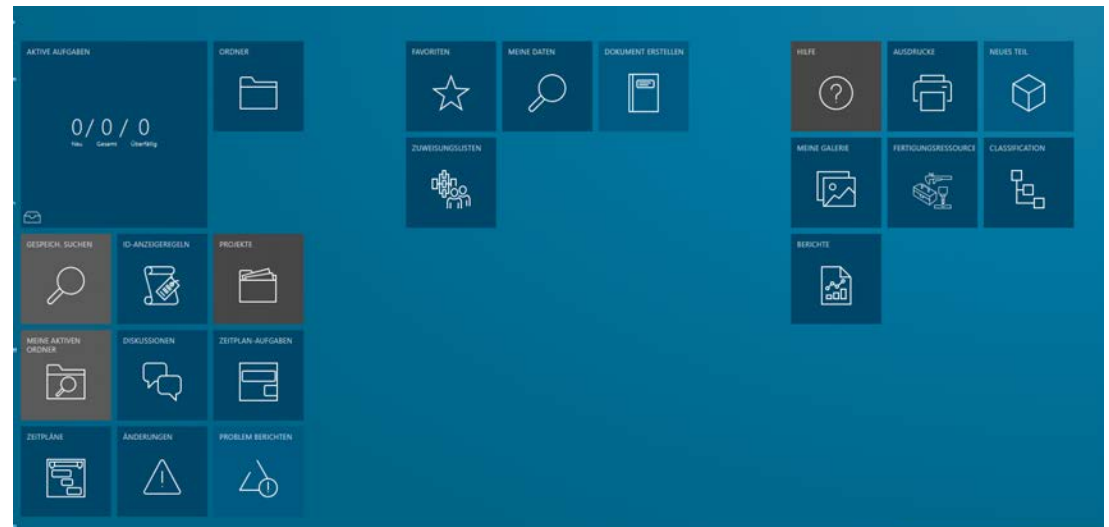 AKTIVE AUFGABEN
0 / 0 / 0
Neu Gesamt Überfällig
ORDNER
GESPEICH. SUCHEN
ID-ANZEIGEREGELN
PROJEKTE
MEINE AKTIVEN
ORDNER
DISKUSSIONEN
ZEITPLAN-AUFGABEN
ZEITPLÄNE
ÄNDERUNGEN
PROBLEM BERICHTEN
FAVORITEN
MEINE DATEN
DOKUMENT ERSTELLEN
ZUWEISUNGSLISTEN
HILFE
AUSDRUCKE
NEUES TEIL
MEINE GALERIE
FERTIGUNGSRESSOURCE
CLASSIFICATION
BERICHTE